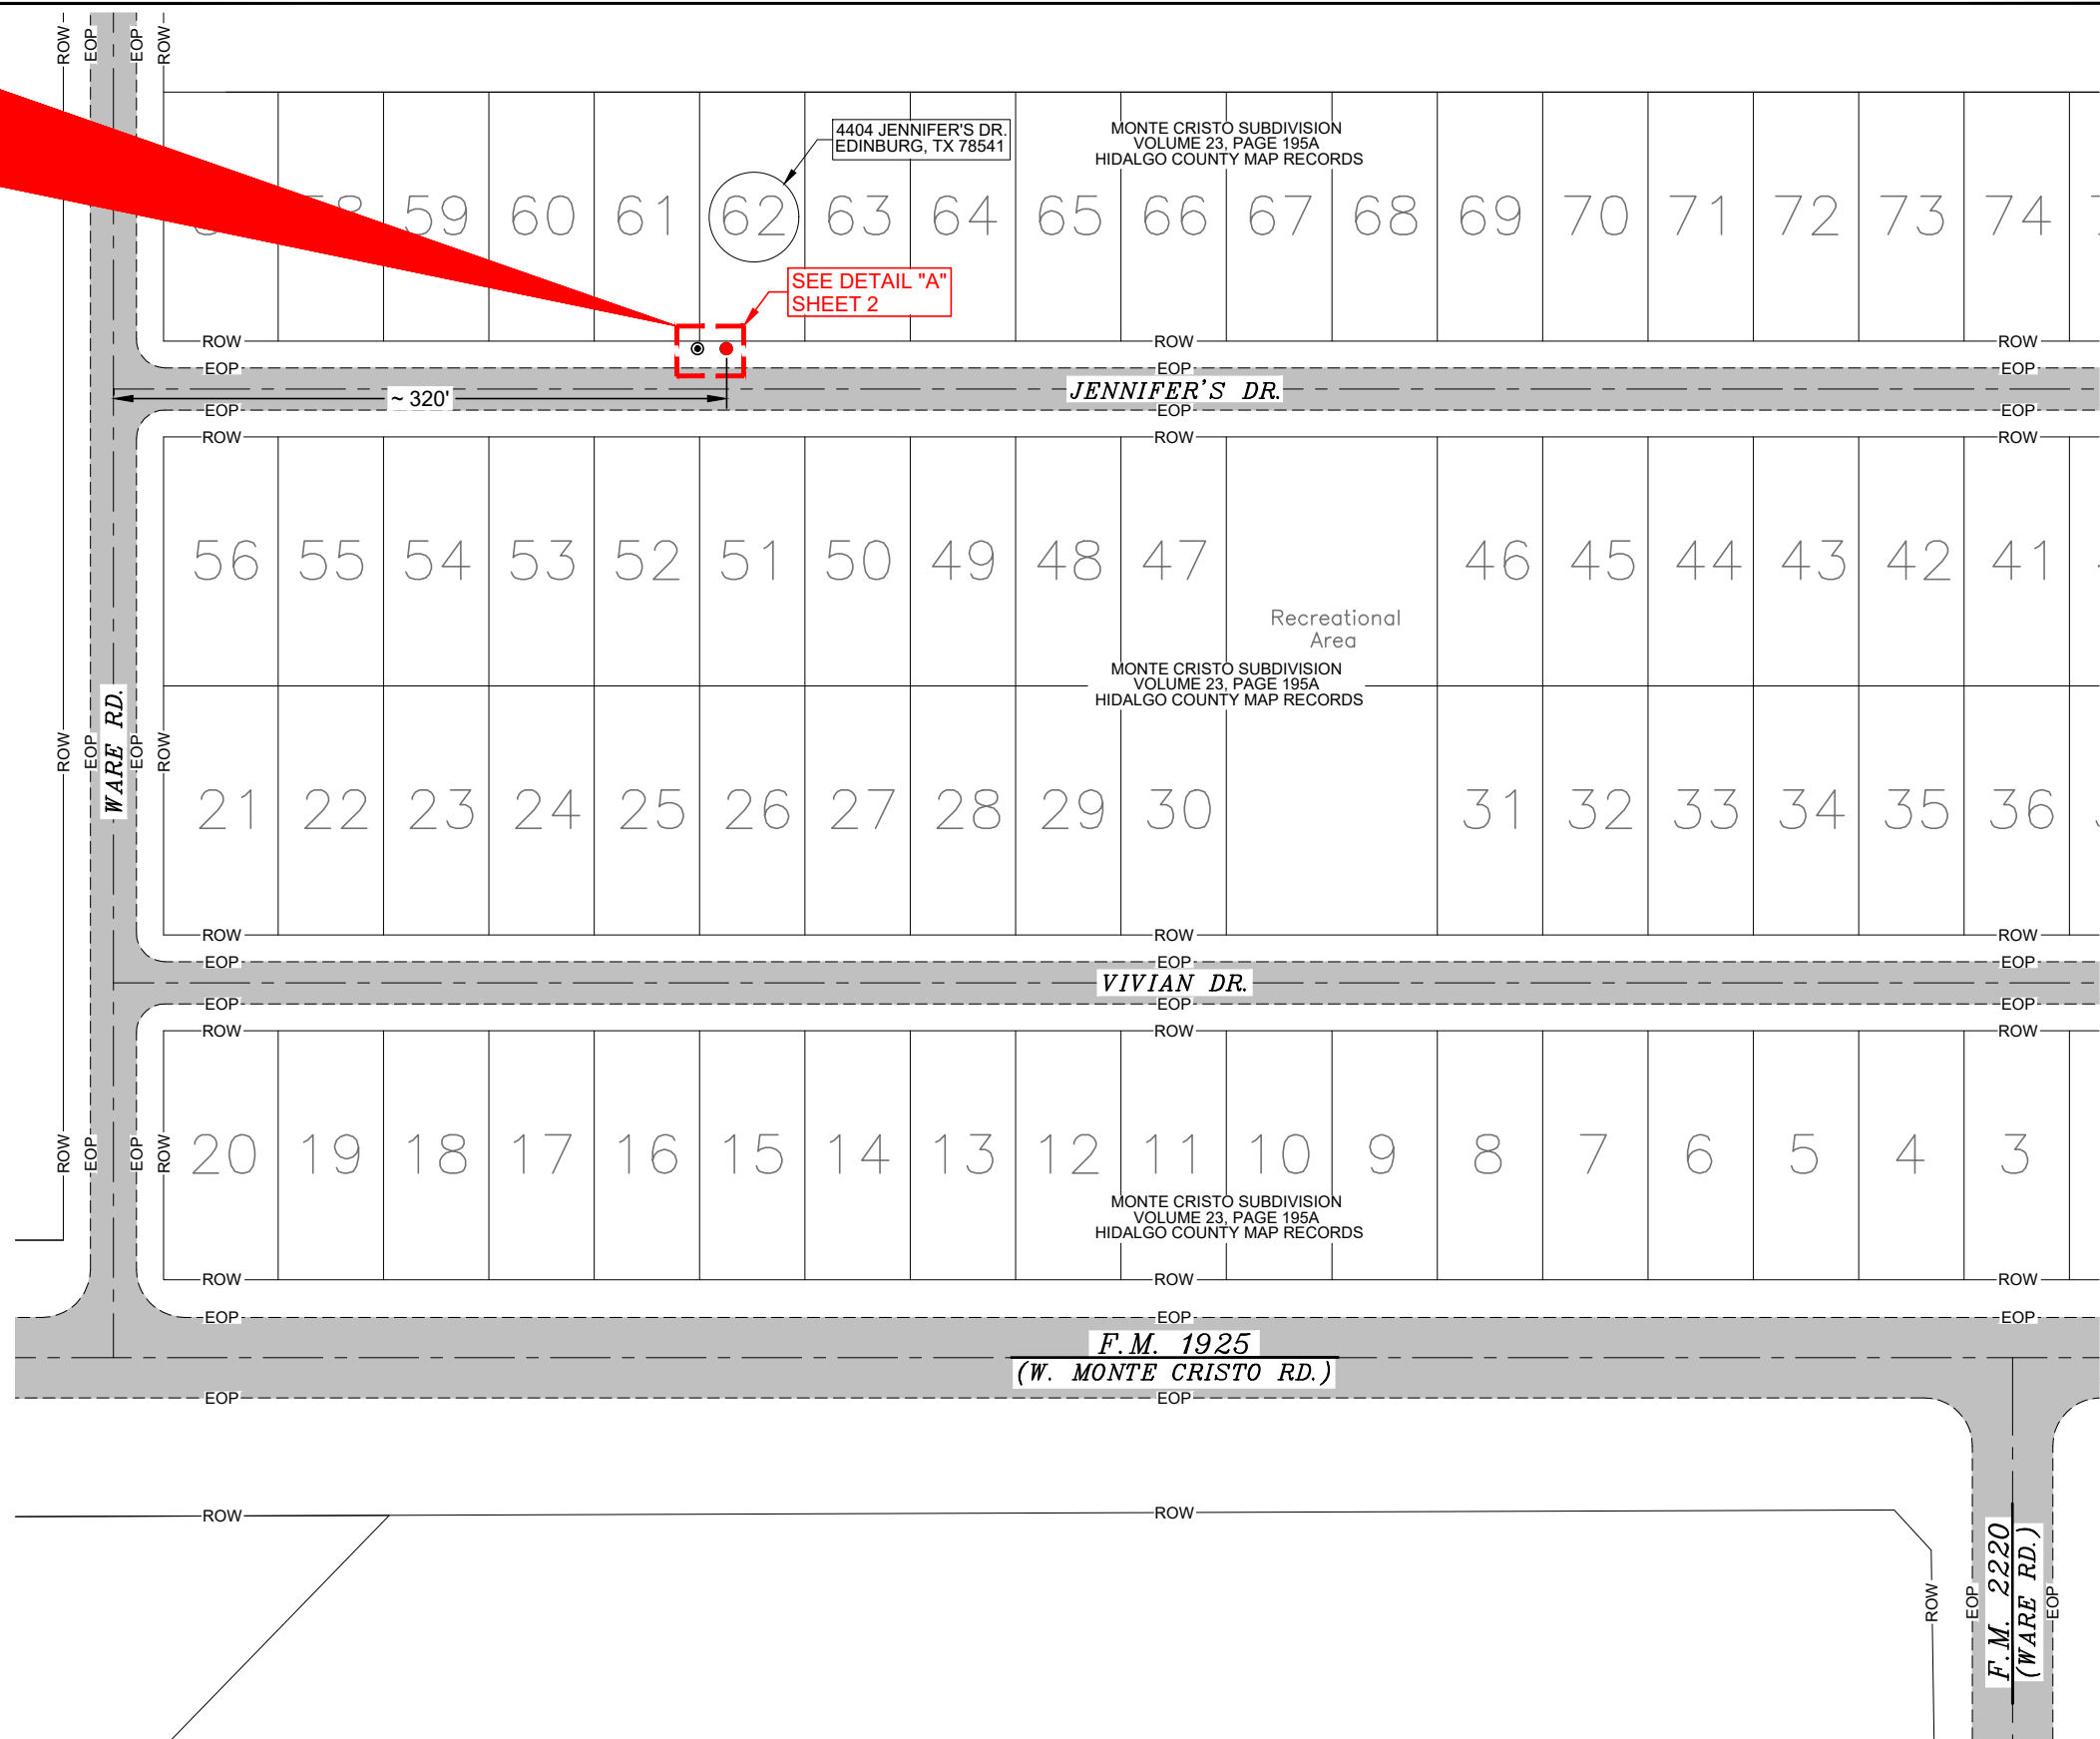 ROW
EOP
EOP
ROW
4404 JENNIFER'S DR.
EDINBURG, TX 78541
MONTE CRISTO SUBDIVISION
VOLUME 23, PAGE 195A
HIDALGO COUNTY MAP RECORDS
59 60 61 62 63 64 65 66 67 68 69 70 71 72 73 74
SEE DETAIL "A"
SHEET 2
ROW ROW ROW
EOP EOP EOP
JENNIFER'S DR.
~ 320'
EOP EOP EOP
ROW ROW ROW
56 55 54 53 52 51 50 49 48 47 46 45 44 43 42 41
Recreational
Area
MONTE CRISTO SUBDIVISION
VOLUME 23, PAGE 195A
HIDALGO COUNTY MAP RECORDS
ROW
EOP
WARE RD.
EOP
ROW
21 22 23 24 25 26 27 28 29 30 31 32 33 34 35 36
ROW ROW ROW
EOP EOP EOP
VIVIAN DR.
EOP EOP
ROW ROW ROW
ROW
EOP
EOP
ROW
20 19 18 17 16 15 14 13 12 11 10 9 8 7 6 5 4 3
MONTE CRISTO SUBDIVISION
VOLUME 23, PAGE 195A
HIDALGO COUNTY MAP RECORDS
ROW ROW ROW
EOP EOP EOP
F.M. 1925
(W. MONTE CRISTO RD.)
EOP EOP
ROW ROW
ROW
EOP
F.M. 2220
(WARE RD.)
EOP